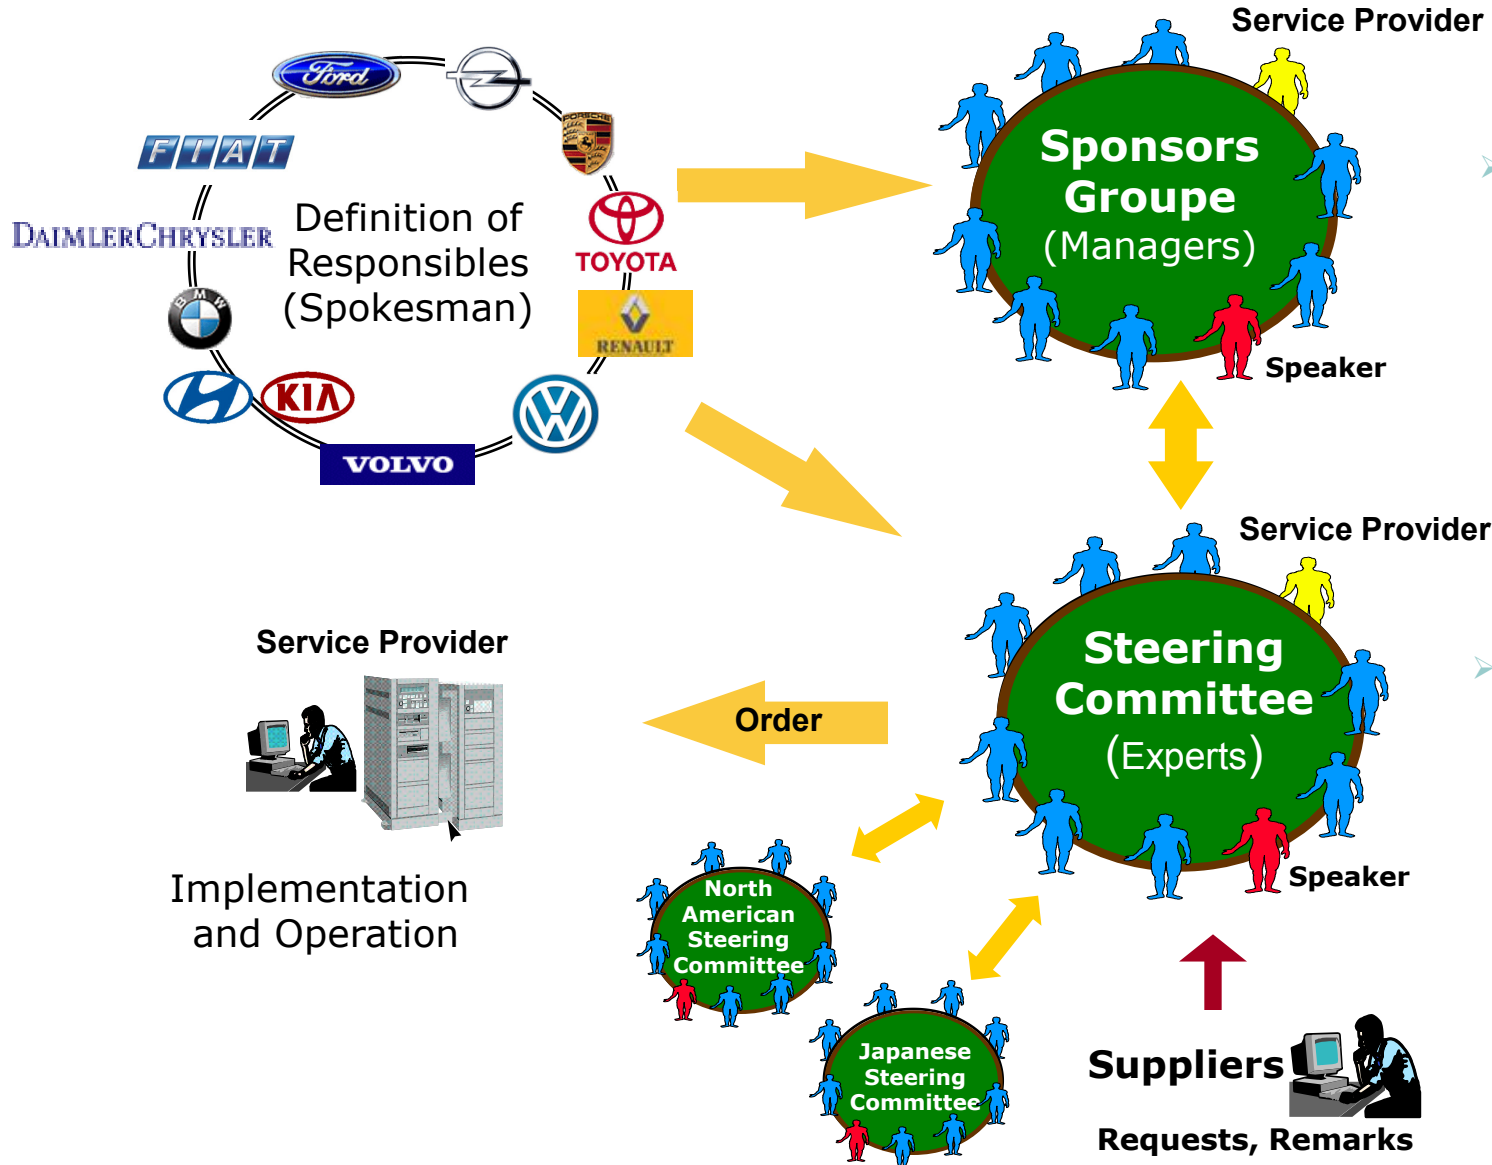 Service Provider
Ford
PORSCHE
FIAT
Sponsors
Groupe
(Managers)
Definition of
Responsibles
(Spokesman)
DAIMLERCHRYSLER
TOYOTA
BMW
RENAULT
Speaker
KIA
VOLVO
Service Provider
Service Provider
Steering
Committee
(Experts)
Order
Speaker
Implementation
and Operation
North
American
Steering
Committee
Japanese
Steering
Committee
Suppliers
Requests, Remarks